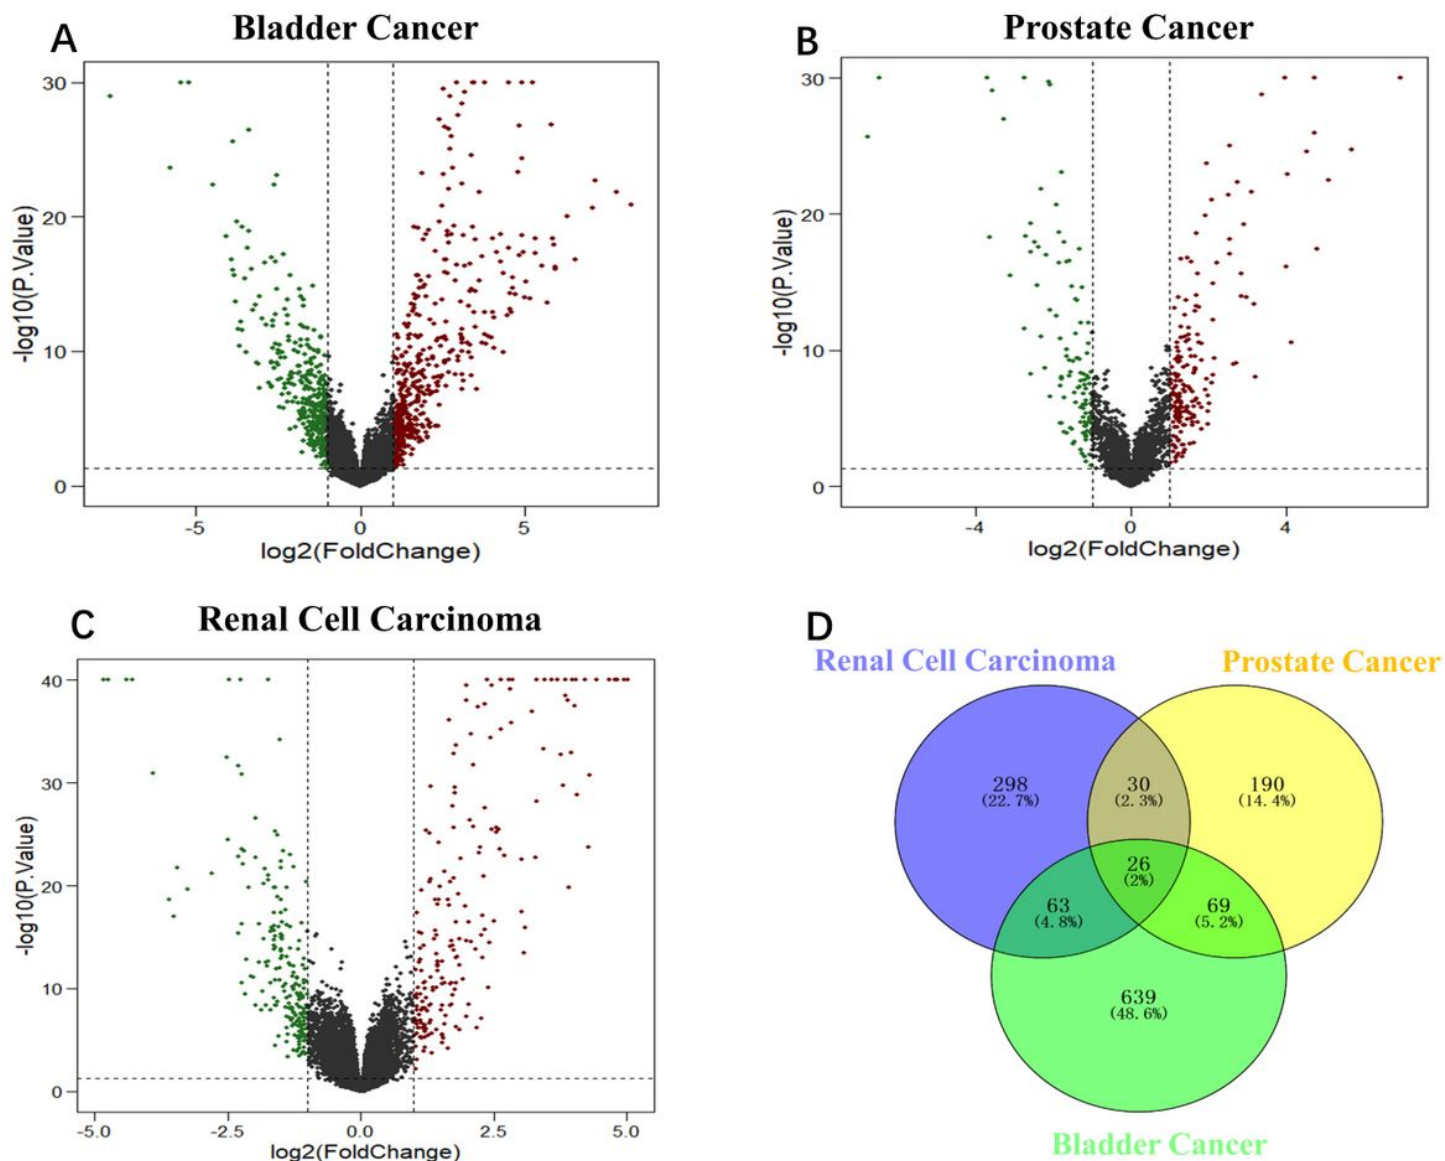 A
Bladder Cancer
30
20
10
0
-log10(P.Value)
-5
0
5
log2(FoldChange)
B
Prostate Cancer
30
20
10
0
-log10(P.Value)
-4
0
4
log2(FoldChange)
C
Renal Cell Carcinoma
40
30
20
10
0
-log10(P.Value)
-5.0
-2.5
0.0
2.5
5.0
log2(FoldChange)
D
Renal Cell Carcinoma
Prostate Cancer
298
(22.7%)
30
(2.3%)
190
(14.4%)
26
(2%)
63
(4.8%)
69
(5.2%)
639
(48.6%)
Bladder Cancer